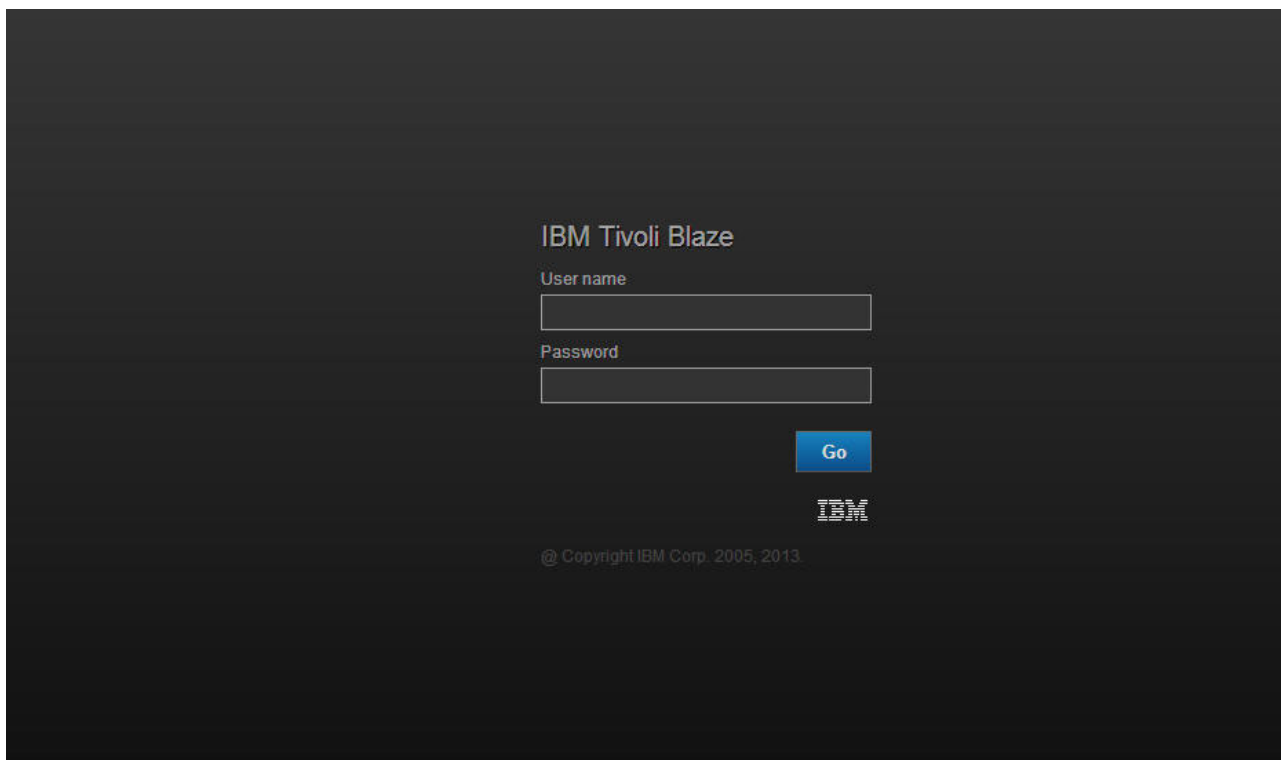 IBM Tivoli Blaze
User name
Password
Go
IBM
@ Copyright IBM Corp. 2005, 2013.